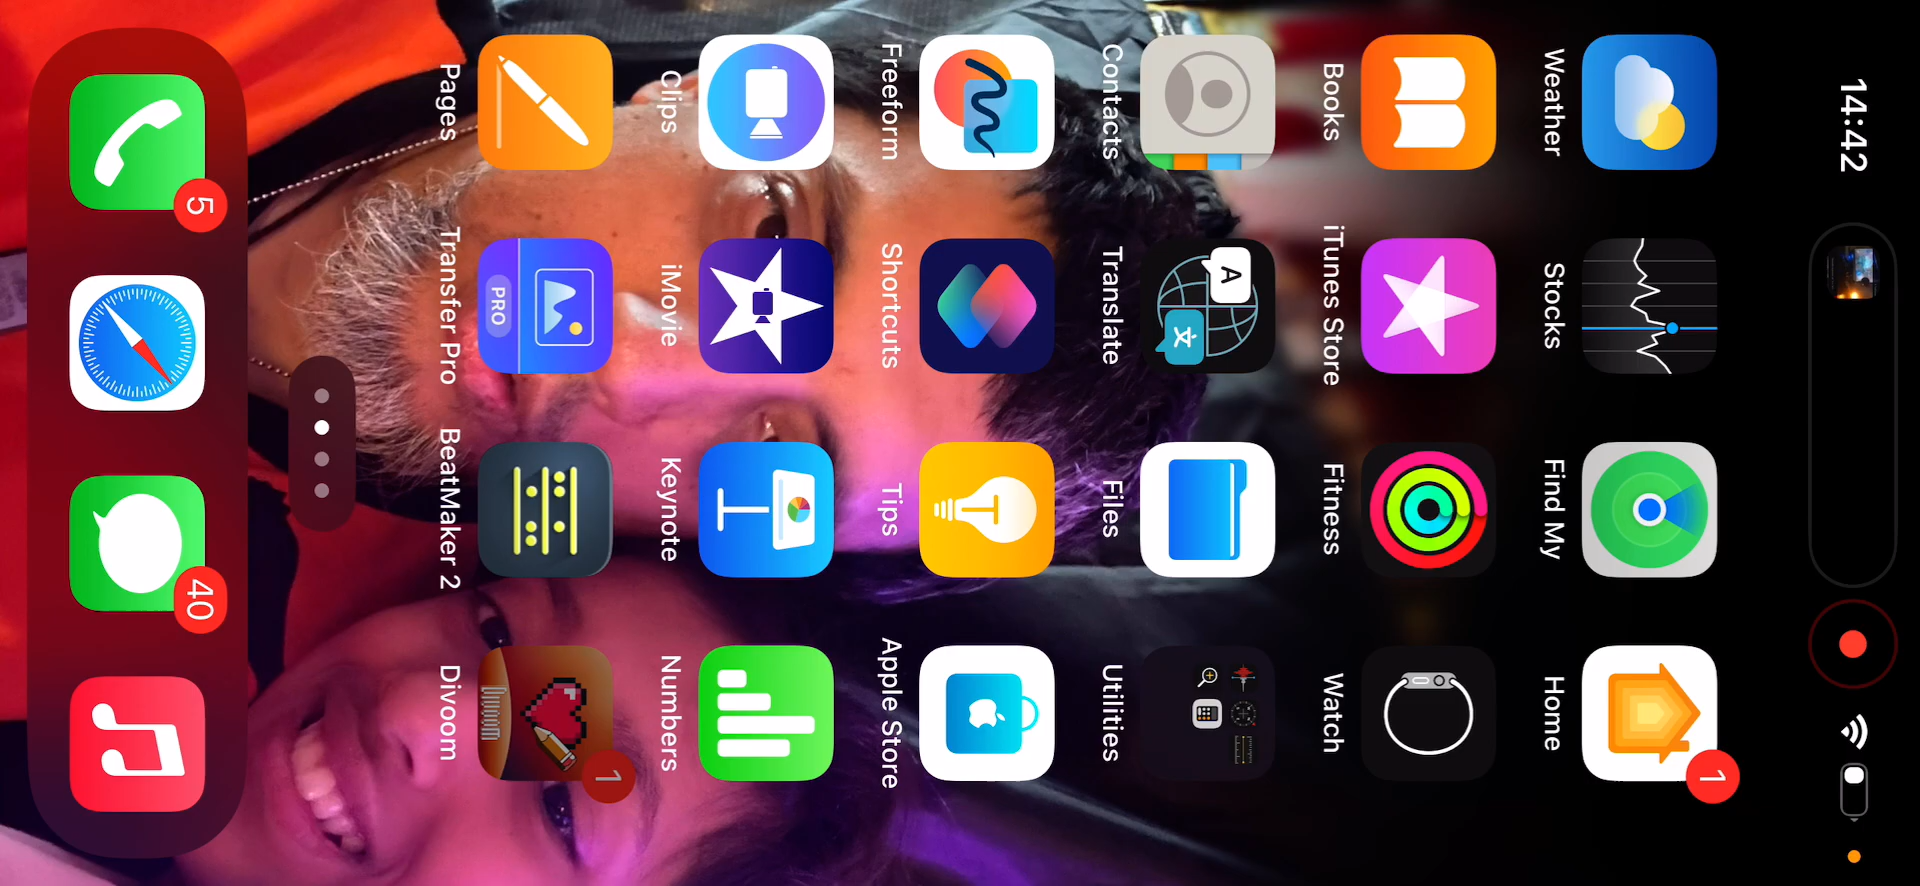 14:42
Weather Stocks Find My Home
1
Books iTunes Store Fitness Watch
A
Contacts Translate Files Utilities
Freeform Shortcuts Tips Apple Store
Clips iMovie Keynote Numbers
PRO
Divoom
1
Pages Transfer Pro BeatMaker 2 Divoom
5
40